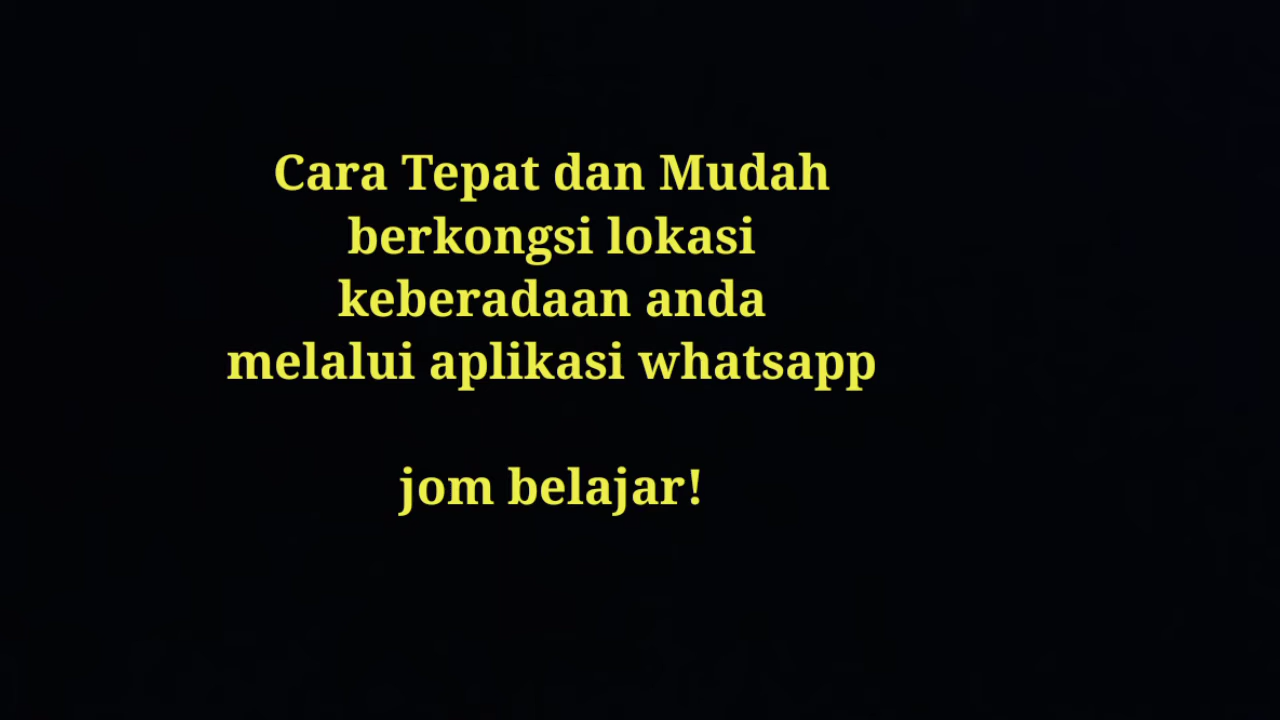 Cara Tepat dan Mudah
berkongsi lokasi
keberadaan anda
melalui aplikasi whatsapp
jom belajar!